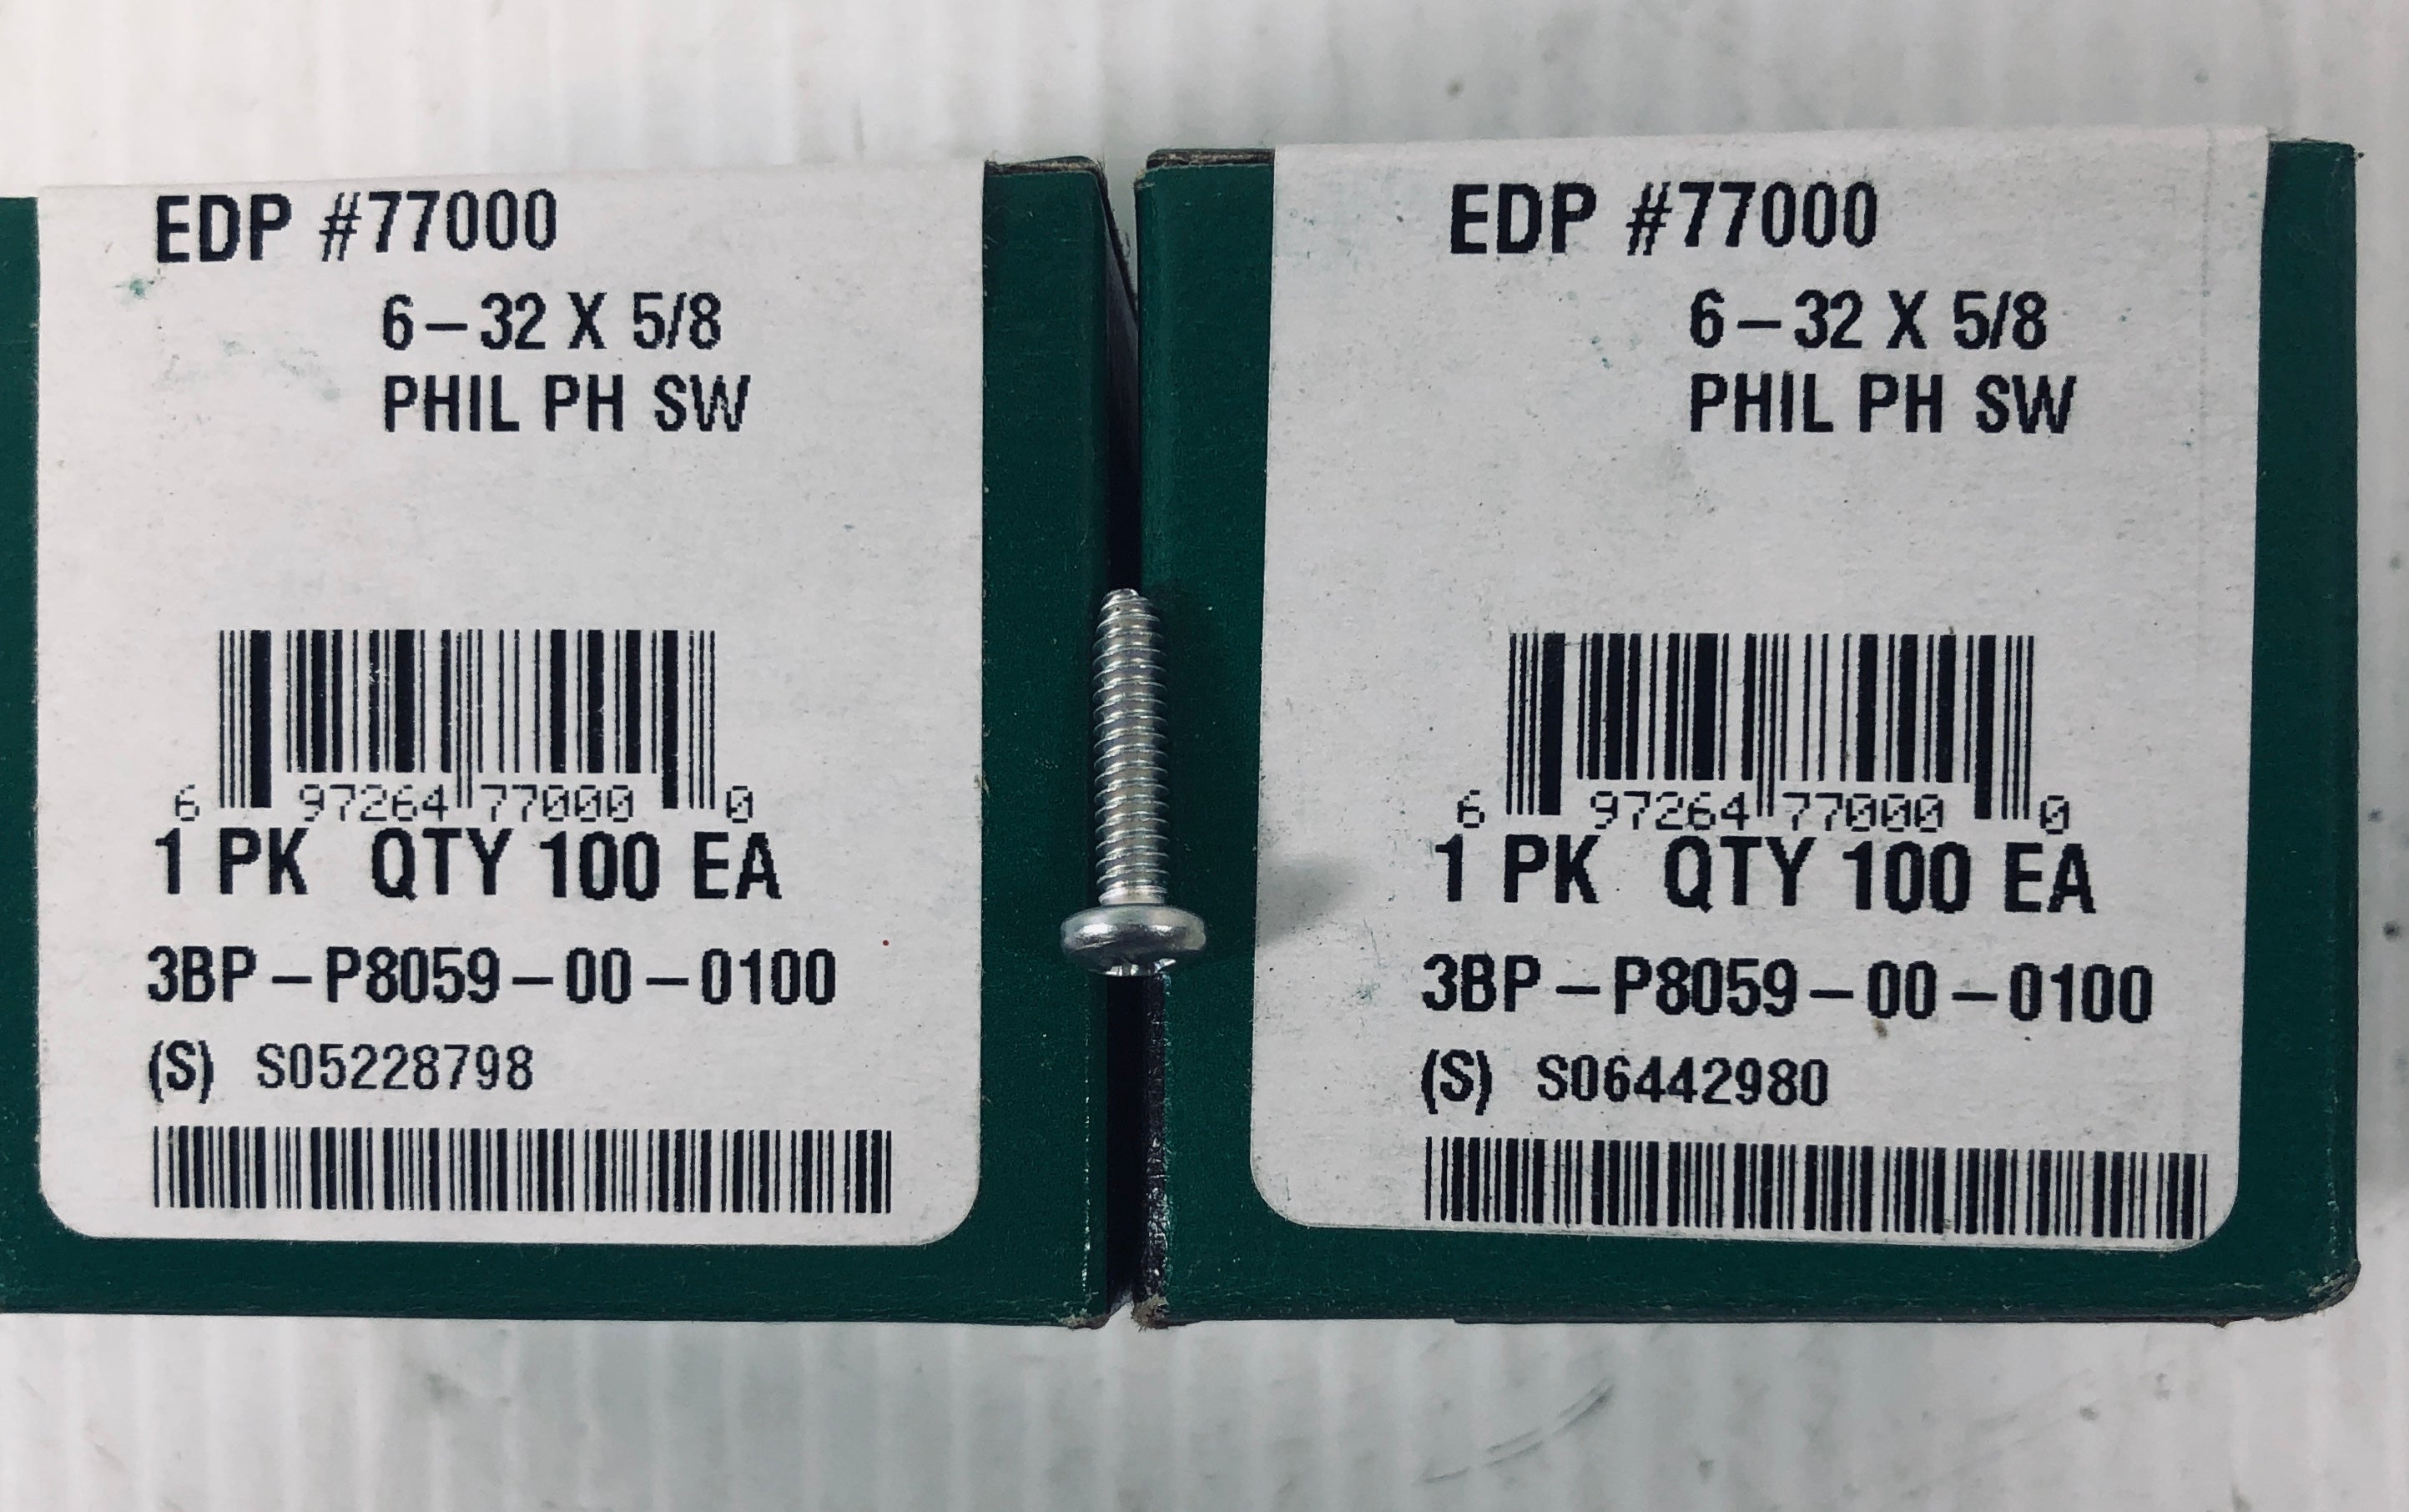 EDP #77000
6-32 X 5/8
PHIL PH SW
6 97264 77000 0
1 PK QTY 100 EA
3BP-P8059-00-0100
(S) S05228798
EDP #77000
6-32 X 5/8
PHIL PH SW
6 97264 77000 0
1 PK QTY 100 EA
3BP-P8059-00-0100
(S) S06442980